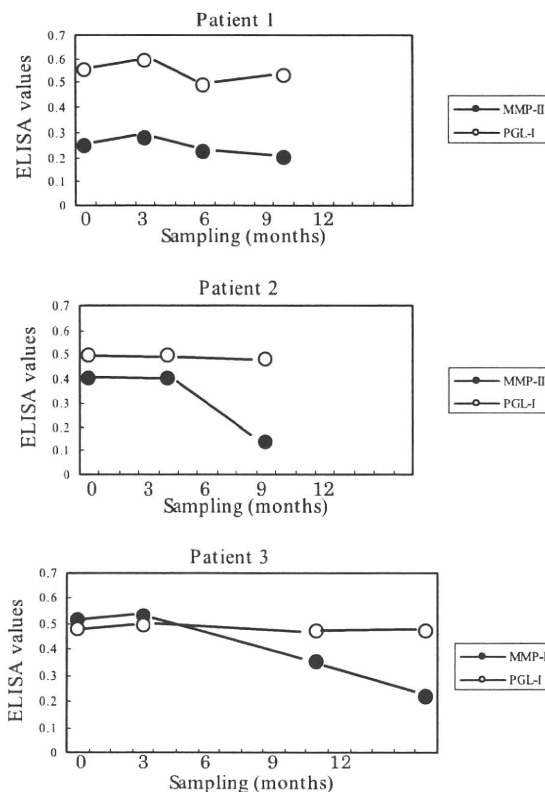 Patient 1
0.7
0.6
0.5
0.4
0.3
0.2
0.1
0
ELISA values
0 3 6 9 12
Sampling (months)
MMP-II
PGL-I
Patient 2
0.7
0.6
0.5
0.4
0.3
0.2
0.1
0
ELISA values
0 3 6 9 12
Sampling (months)
MMP-II
PGL-I
Patient 3
0.7
0.6
0.5
0.4
0.3
0.2
0.1
0
ELISA values
0 3 6 9 12
Sampling (months)
MMP-I
PGL-I